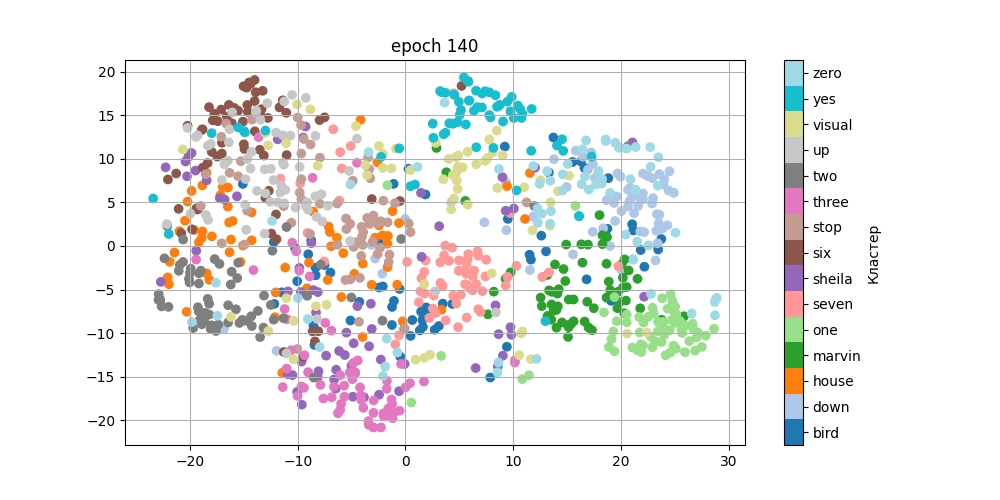 epoch 140
20
15
10
5
0
−5
−10
−15
−20
−20
−10
0
10
20
30
zero
yes
visual
up
two
three
stop
six
sheila
seven
one
marvin
house
down
bird
Кластер